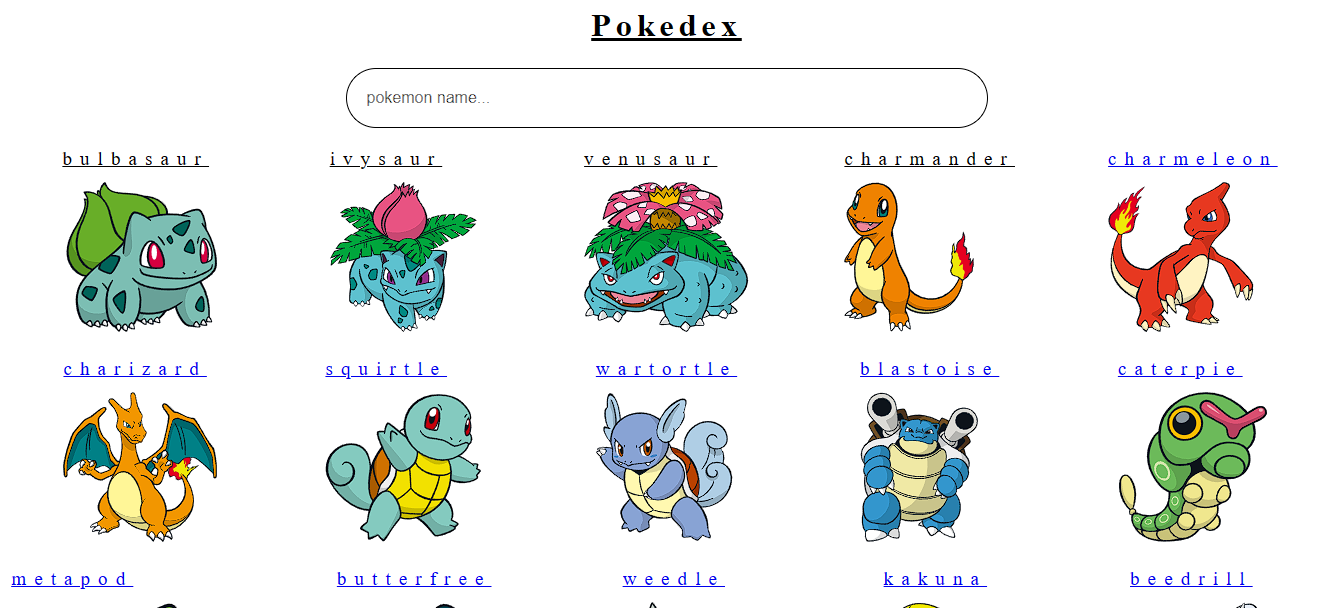 Pokedex
pokemon name...
bulbasaur ivysaur venusaur charmander charmeleon
charizard squirtle wartortle blastoise caterpie
metapod butterfree weedle kakuna beedrill